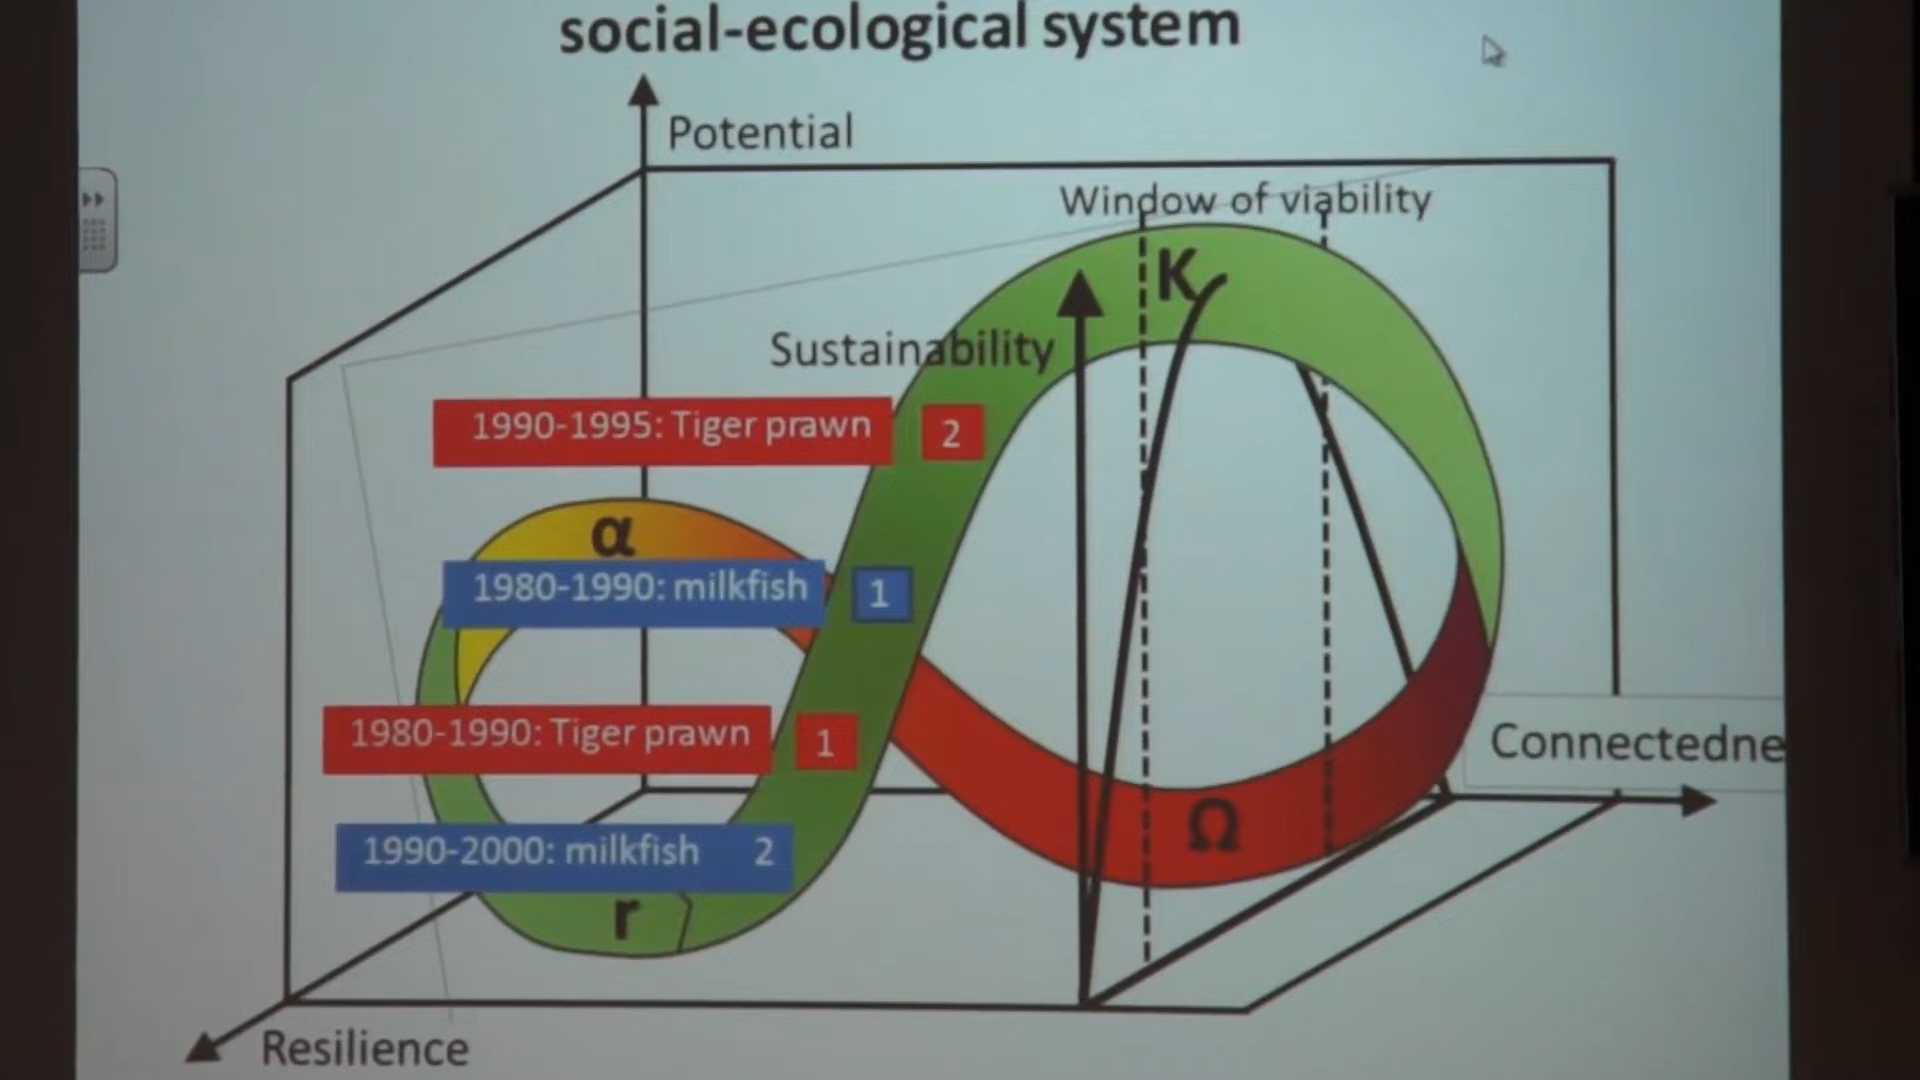 social-ecological system
Potential
Window of viability
K
Sustainability
1990-1995: Tiger prawn 2
α
1980-1990: milkfish 1
1980-1990: Tiger prawn 1
Connectedne
Ω
1990-2000: milkfish 2
r
Resilience